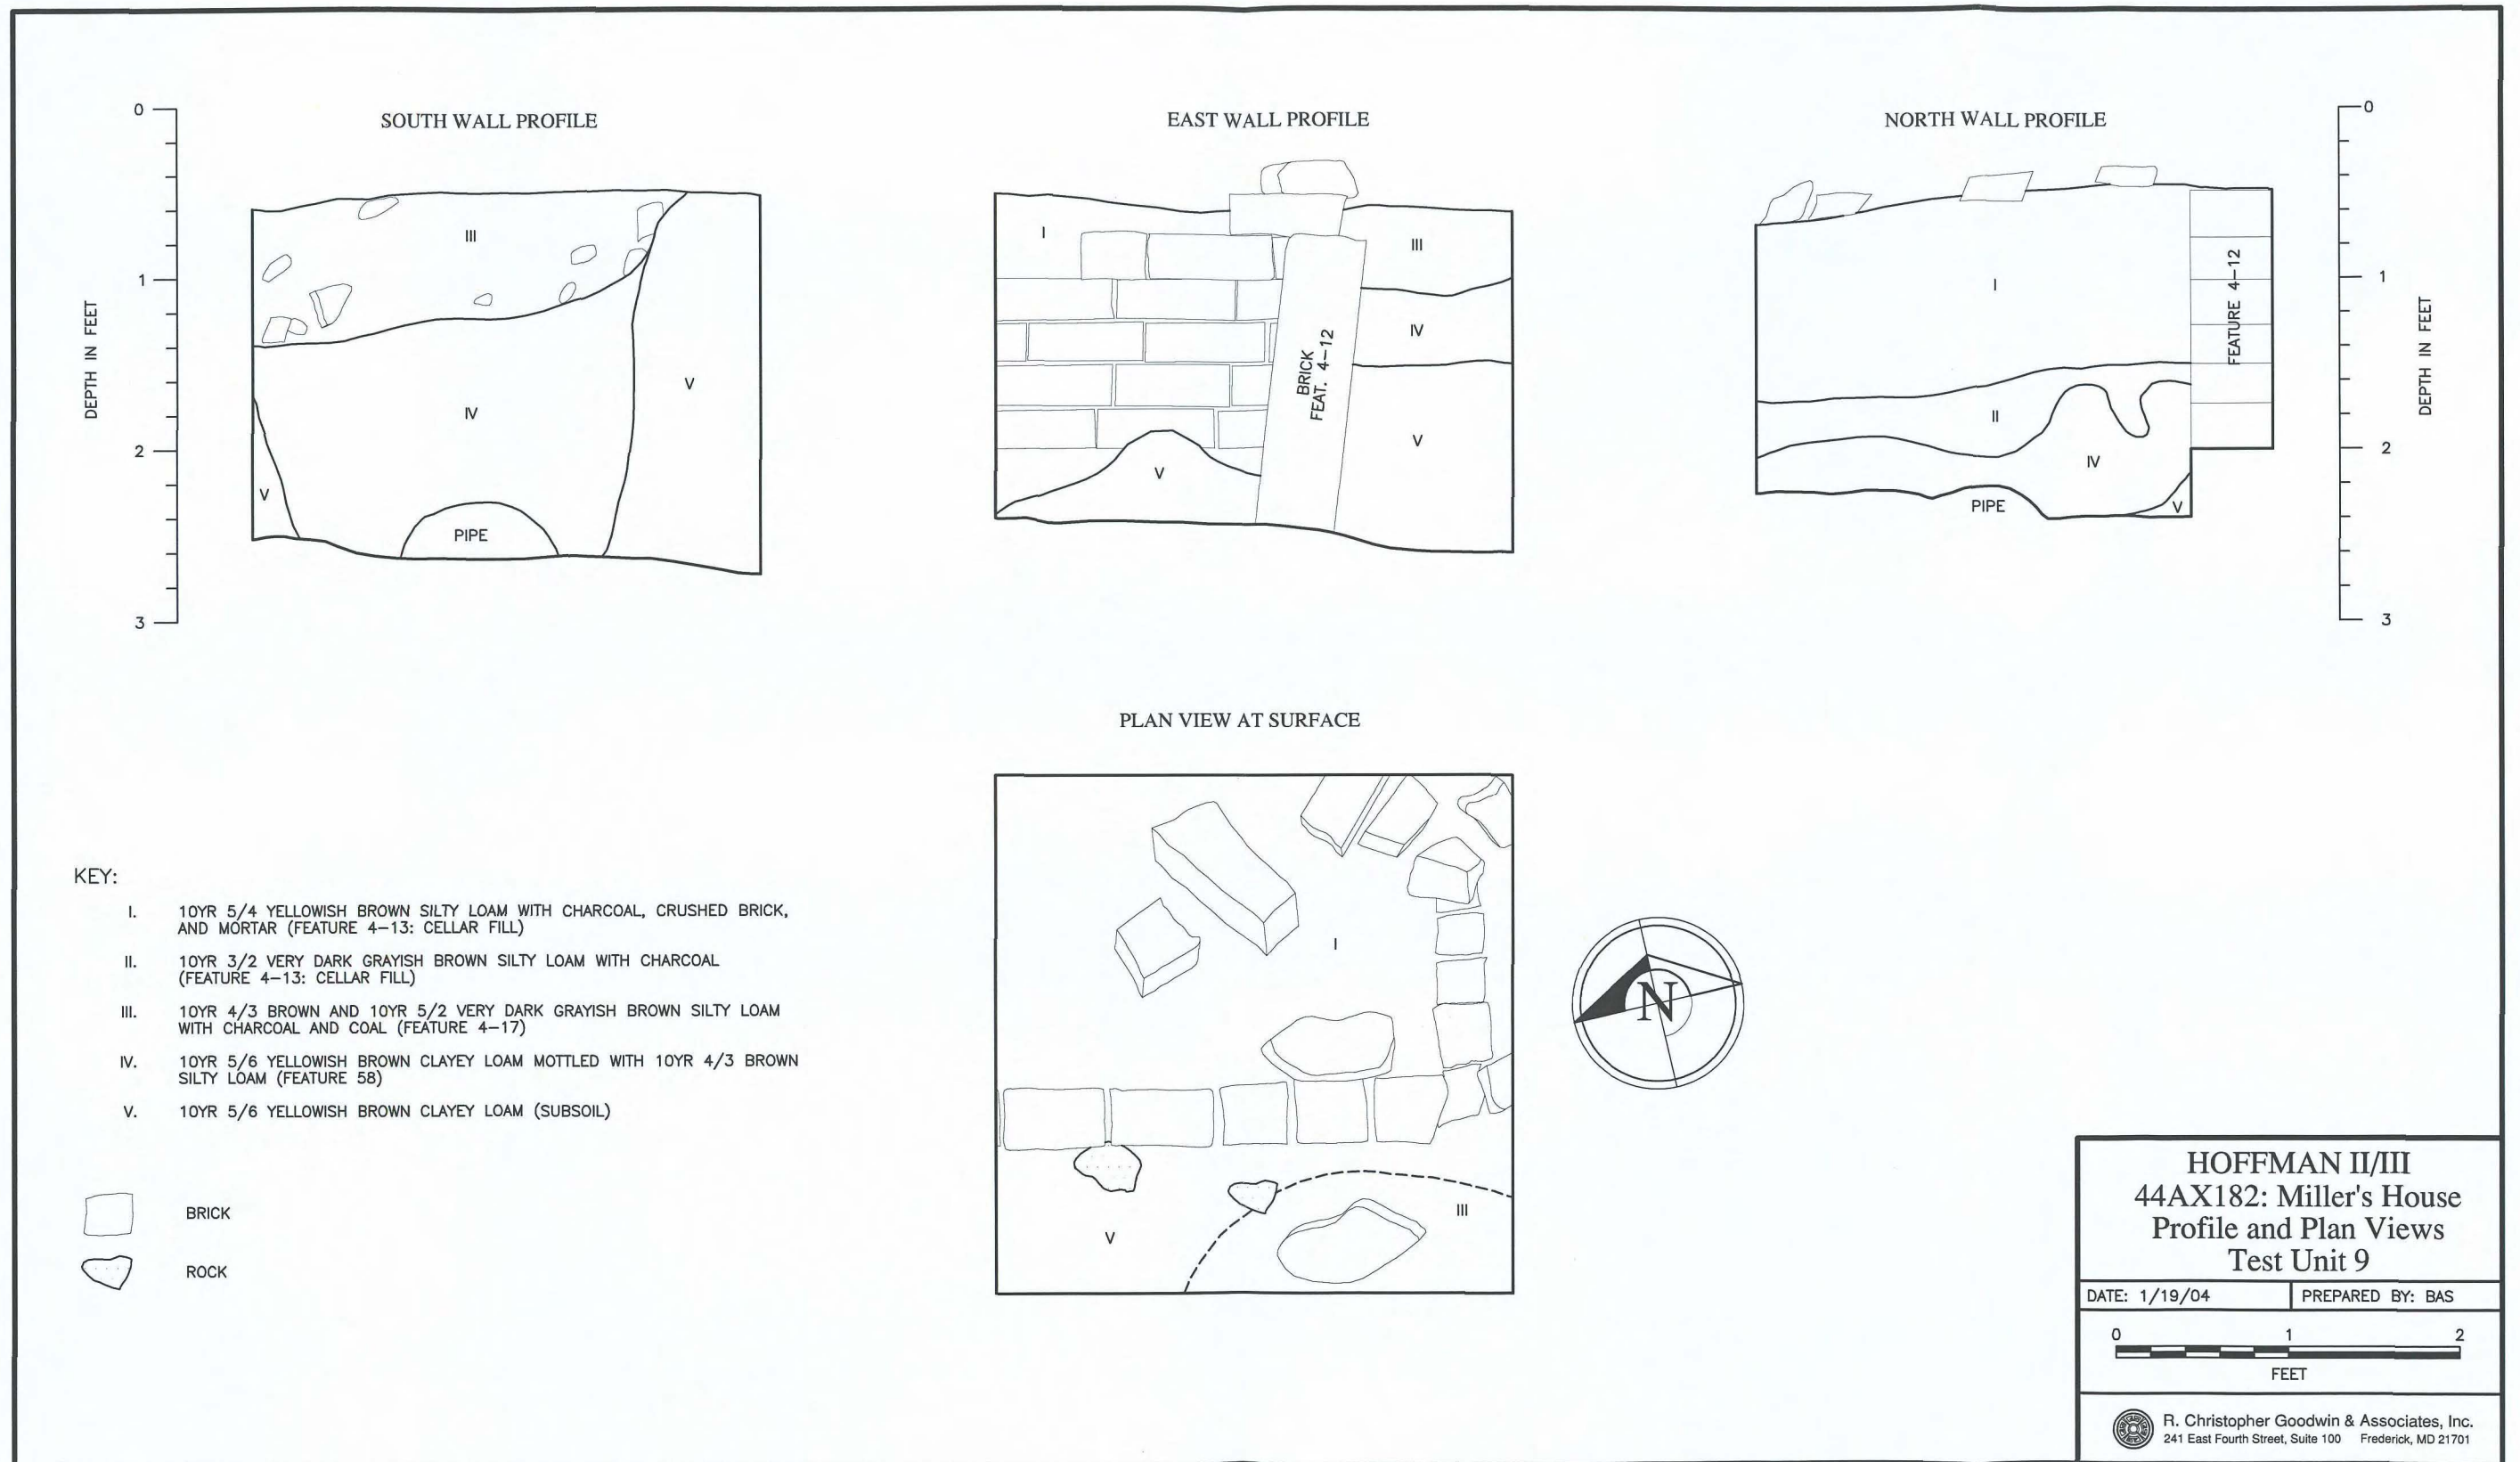 SOUTH WALL PROFILE
0
1
2
3
DEPTH IN FEET
III
IV
V
V
PIPE
EAST WALL PROFILE
I
III
IV
V
V
BRICK
FEAT. 4-12
NORTH WALL PROFILE
I
II
IV
V
PIPE
FEATURE 4-12
0
1
2
3
DEPTH IN FEET
PLAN VIEW AT SURFACE
I
III
V
N
KEY:
I. 10YR 5/4 YELLOWISH BROWN SILTY LOAM WITH CHARCOAL, CRUSHED BRICK,
AND MORTAR (FEATURE 4-13: CELLAR FILL)
II. 10YR 3/2 VERY DARK GRAYISH BROWN SILTY LOAM WITH CHARCOAL
(FEATURE 4-13: CELLAR FILL)
III. 10YR 4/3 BROWN AND 10YR 5/2 VERY DARK GRAYISH BROWN SILTY LOAM
WITH CHARCOAL AND COAL (FEATURE 4-17)
IV. 10YR 5/6 YELLOWISH BROWN CLAYEY LOAM MOTTLED WITH 10YR 4/3 BROWN
SILTY LOAM (FEATURE 58)
V. 10YR 5/6 YELLOWISH BROWN CLAYEY LOAM (SUBSOIL)
BRICK
ROCK
HOFFMAN II/III
44AX182: Miller's House
Profile and Plan Views
Test Unit 9
DATE: 1/19/04 PREPARED BY: BAS
0 1 2
FEET
R. Christopher Goodwin & Associates, Inc.
241 East Fourth Street, Suite 100 Frederick, MD 21701